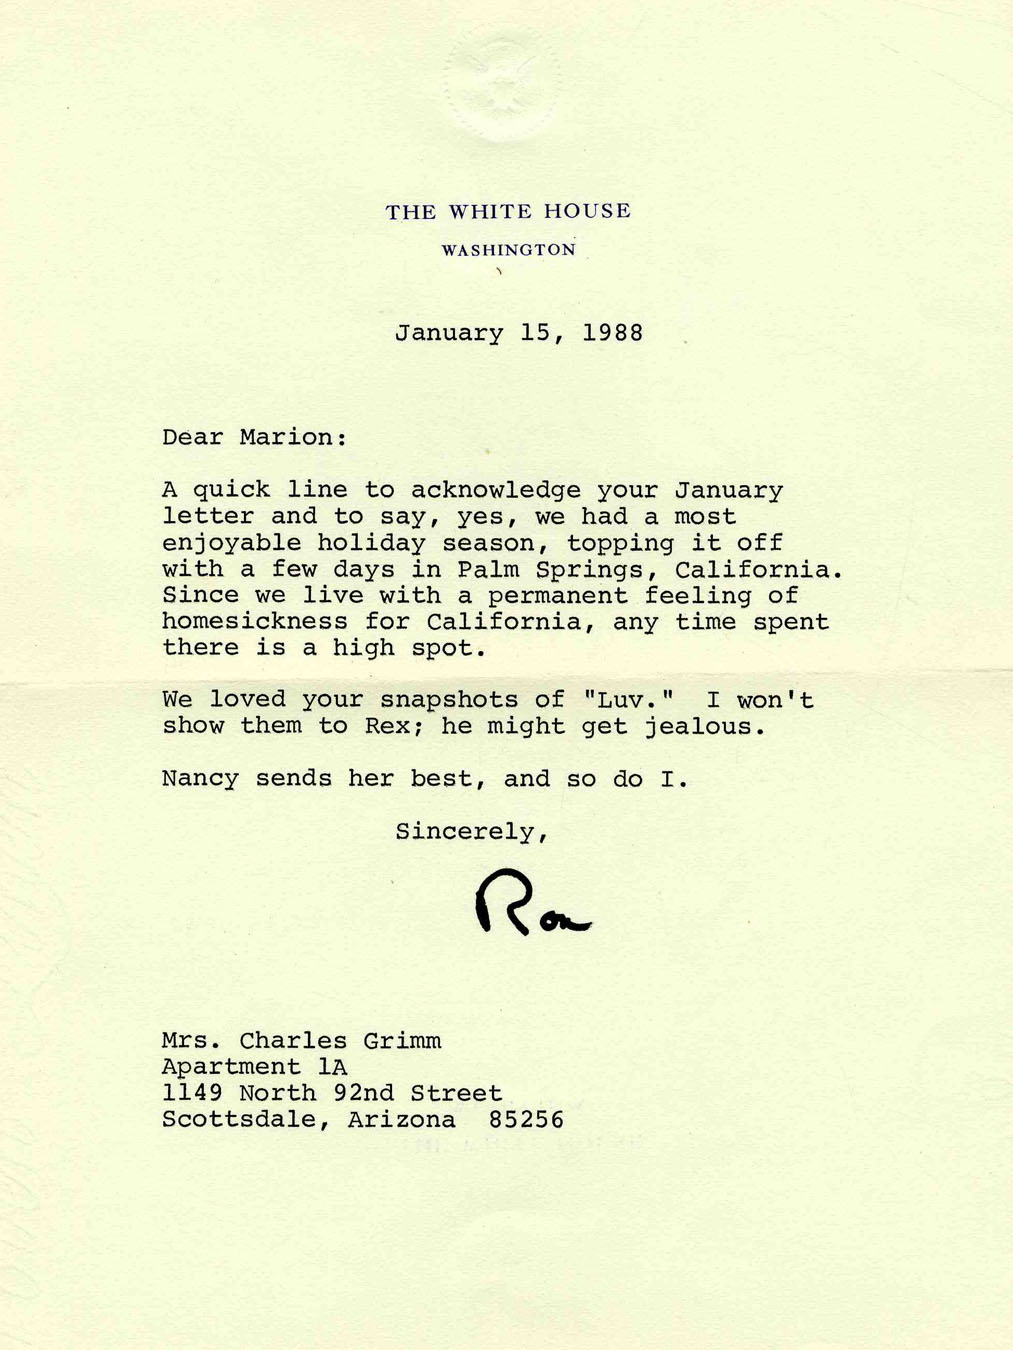 THE WHITE HOUSE
WASHINGTON
January 15, 1988
Dear Marion:
A quick line to acknowledge your January
letter and to say, yes, we had a most
enjoyable holiday season, topping it off
with a few days in Palm Springs, California.
Since we live with a permanent feeling of
homesickness for California, any time spent
there is a high spot.
We loved your snapshots of "Luv."  I won't
show them to Rex; he might get jealous.
Nancy sends her best, and so do I.
Sincerely,
Ron
Mrs. Charles Grimm
Apartment 1A
1149 North 92nd Street
Scottsdale, Arizona  85256